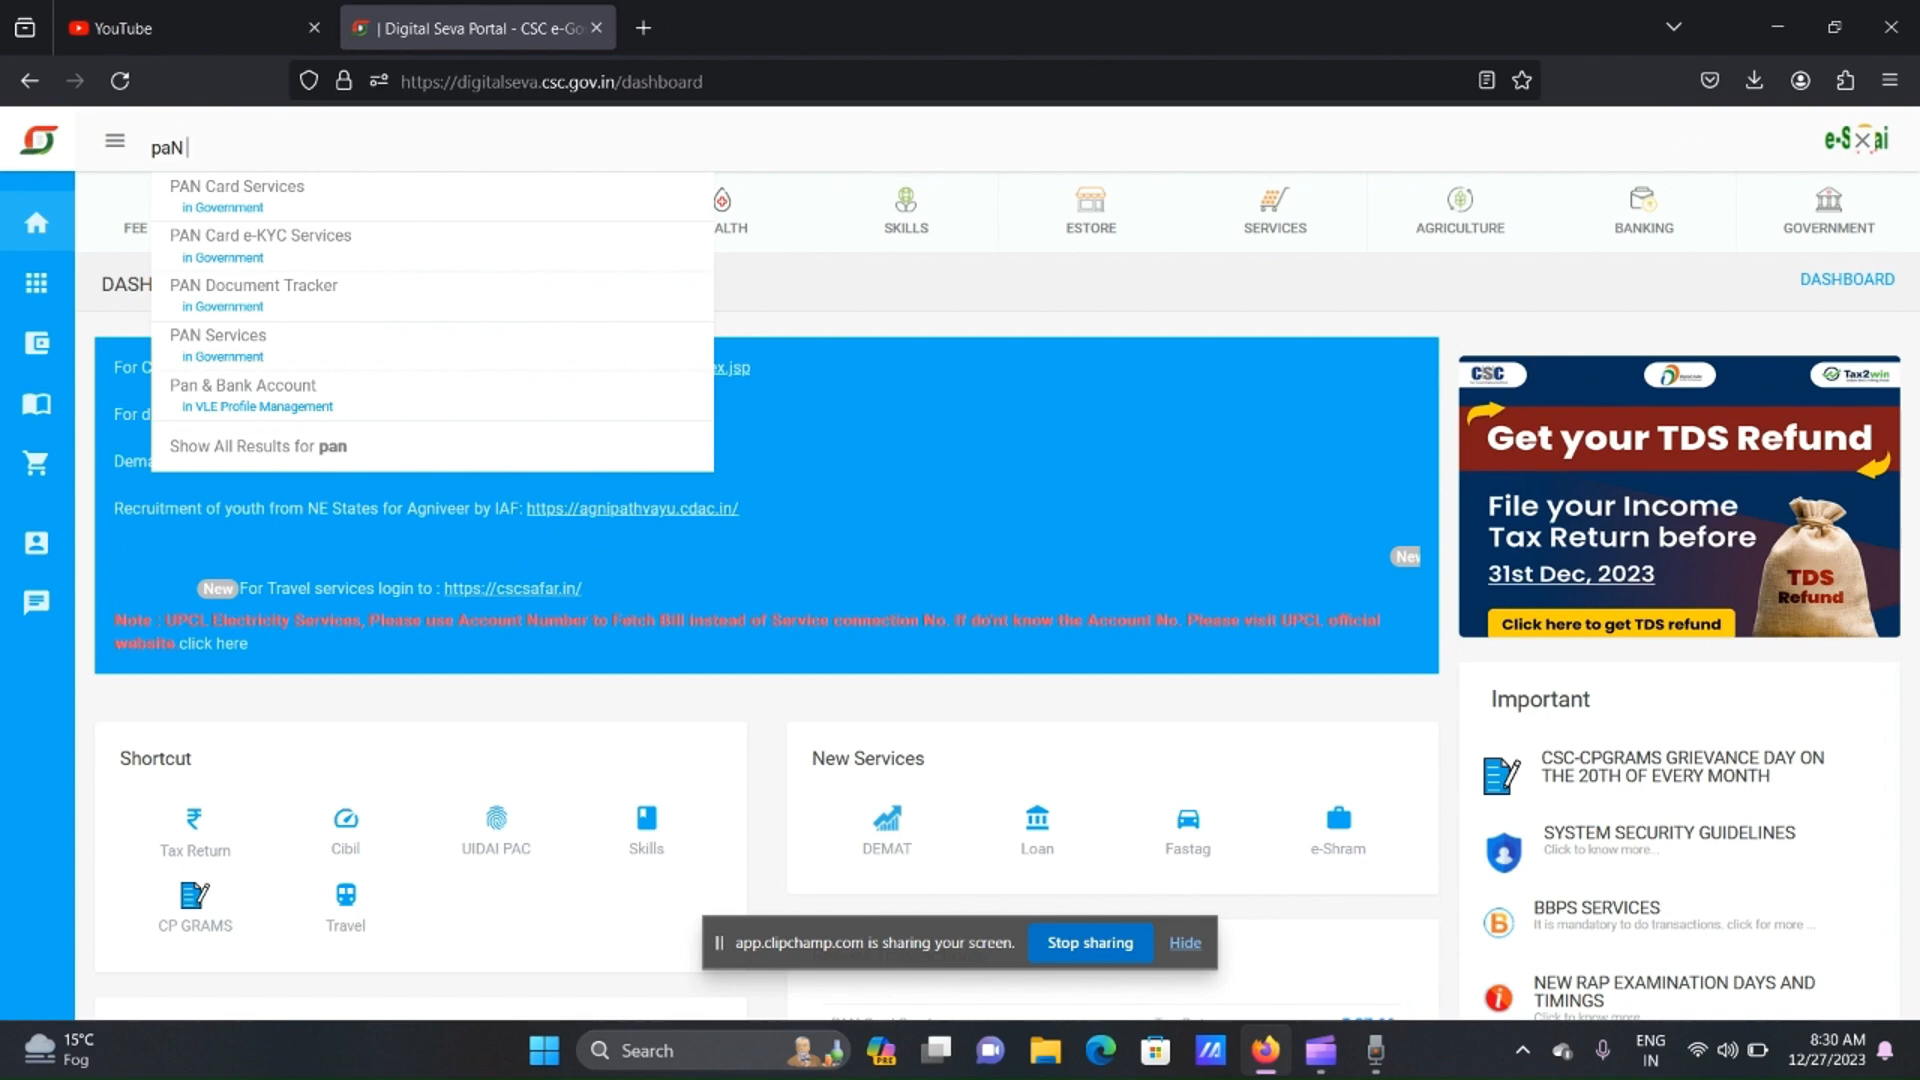 YouTube
| Digital Seva Portal - CSC e-Go
https://digitalseva.csc.gov.in/dashboard
paN
PAN Card Services
in Government
PAN Card e-KYC Services
in Government
PAN Document Tracker
in Government
PAN Services
in Government
Pan & Bank Account
in VLE Profile Management
Show All Results for pan
FEE
ALTH
SKILLS
ESTORE
SERVICES
AGRICULTURE
BANKING
GOVERNMENT
DASH
DASHBOARD
For C
ex.jsp
For d
Dema
Recruitment of youth from NE States for Agniveer by IAF: https://agnipathvayu.cdac.in/
New
New For Travel services login to : https://cscsafar.in/
Note : UPCL Electricity Services, Please use Account Number to Fetch Bill instead of Service connection No. If do'nt know the Account No. Please visit UPCL official
website click here
CSC
Tax2win
Get your TDS Refund
File your Income
Tax Return before
31st Dec, 2023
TDS
Refund
Click here to get TDS refund
Shortcut
Tax Return
Cibil
UIDAI PAC
Skills
CP GRAMS
Travel
New Services
DEMAT
Loan
Fastag
e-Shram
Important
CSC-CPGRAMS GRIEVANCE DAY ON
THE 20TH OF EVERY MONTH
SYSTEM SECURITY GUIDELINES
Click to know more...
BBPS SERVICES
It is mandatory to do transactions. click for more ...
NEW RAP EXAMINATION DAYS AND
TIMINGS
Click to know more
app.clipchamp.com is sharing your screen.
Stop sharing
Hide
15°C
Fog
Search
PRE
ENG
IN
8:30 AM
12/27/2023